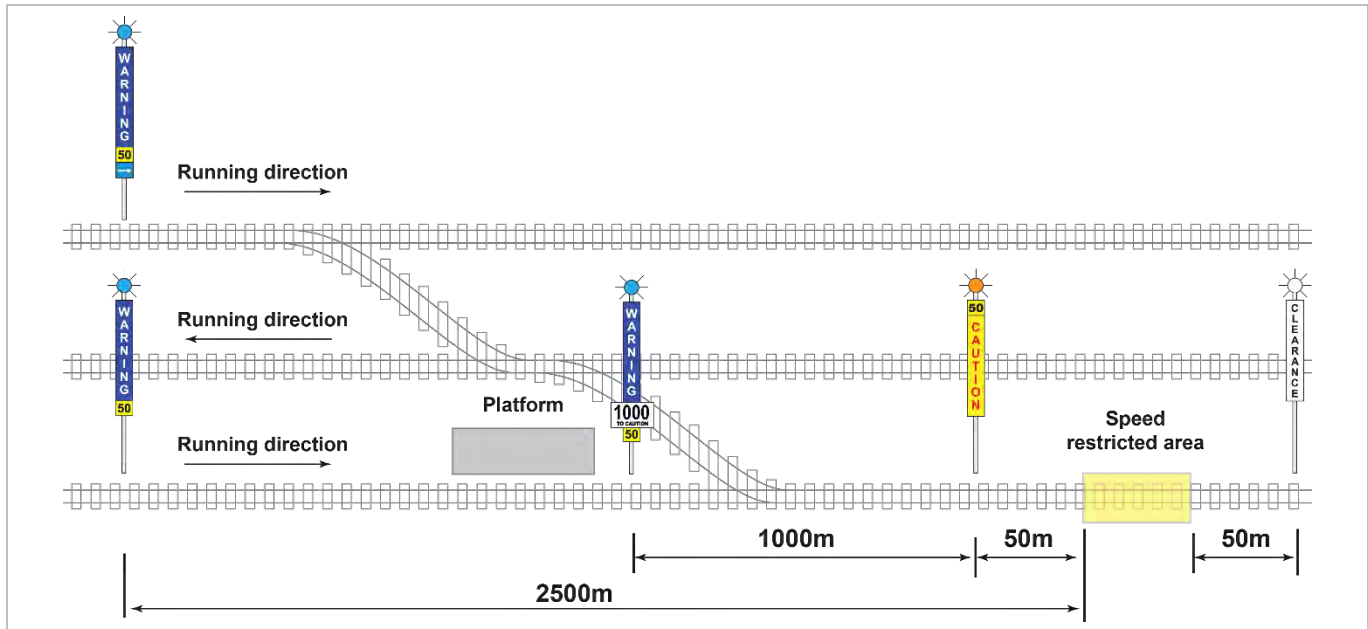 WARNING
50
Running direction
WARNING
50
Running direction
WARNING
1000
TO CAUTION
50
50
CAUTION
CLEARANCE
Platform
Speed
restricted area
Running direction
1000m
50m
50m
2500m